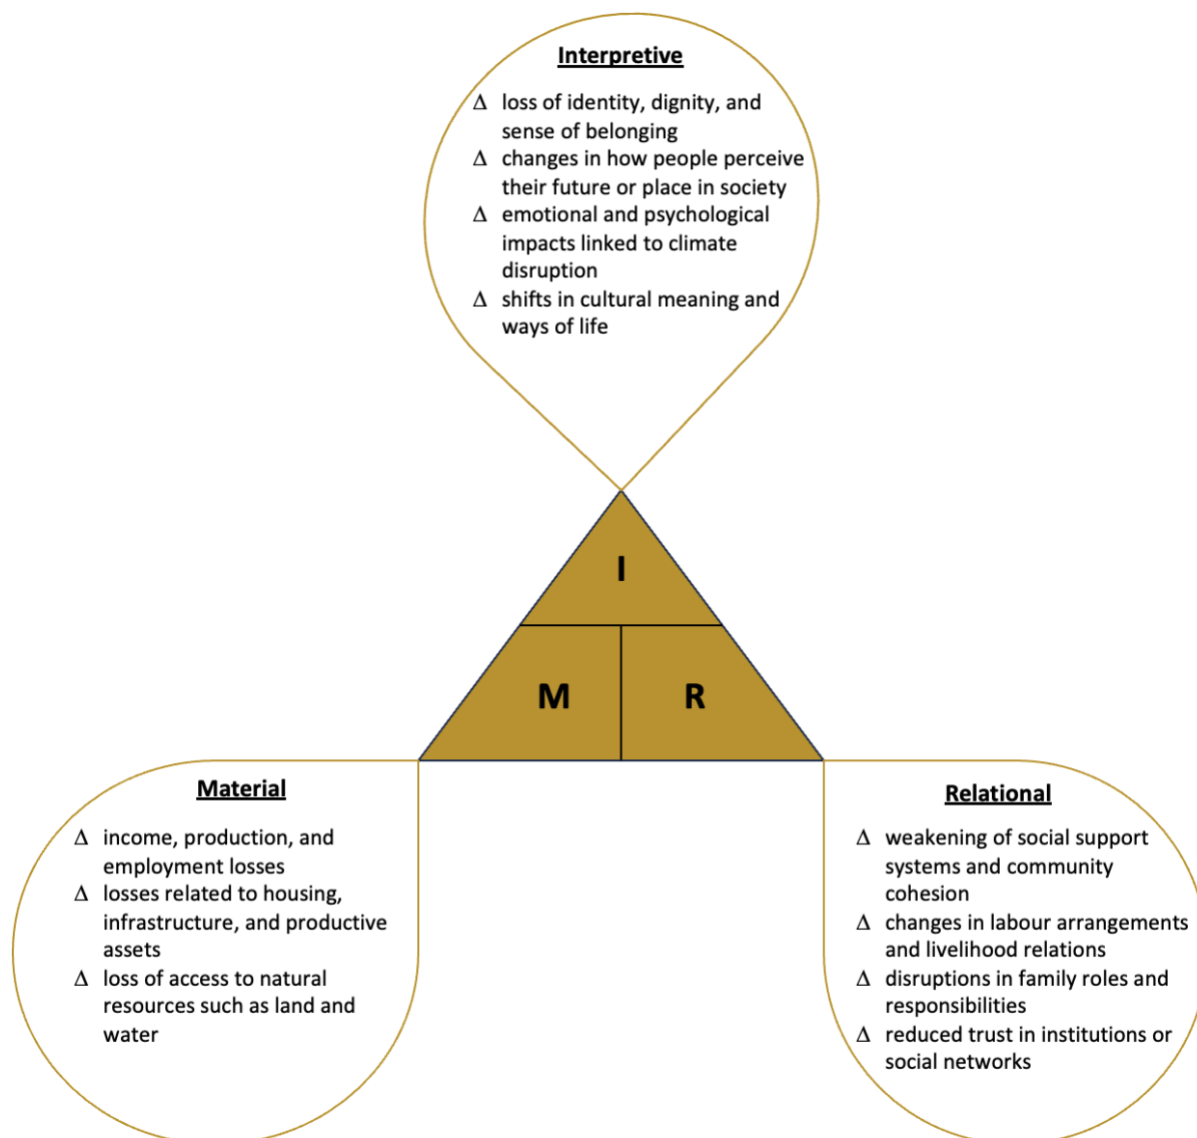 Interpretive
Δ loss of identity, dignity, and
sense of belonging
Δ changes in how people perceive
their future or place in society
Δ emotional and psychological
impacts linked to climate
disruption
Δ shifts in cultural meaning and
ways of life
I
M R
Material
Δ income, production, and
employment losses
Δ losses related to housing,
infrastructure, and productive
assets
Δ loss of access to natural
resources such as land and
water
Relational
Δ weakening of social support
systems and community
cohesion
Δ changes in labour arrangements
and livelihood relations
Δ disruptions in family roles and
responsibilities
Δ reduced trust in institutions or
social networks